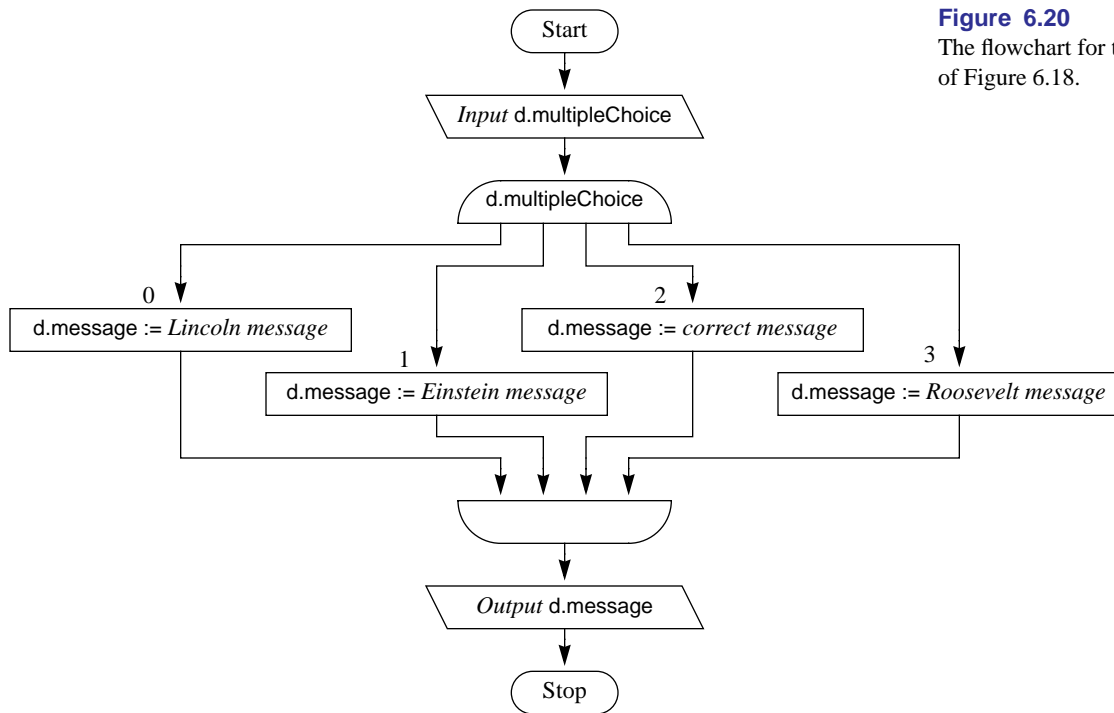 Figure 6.20
The flowchart for
of Figure 6.18.
Start
Input d.multipleChoice
d.multipleChoice
0
d.message := Lincoln message
1
d.message := Einstein message
2
d.message := correct message
3
d.message := Roosevelt message
Output d.message
Stop